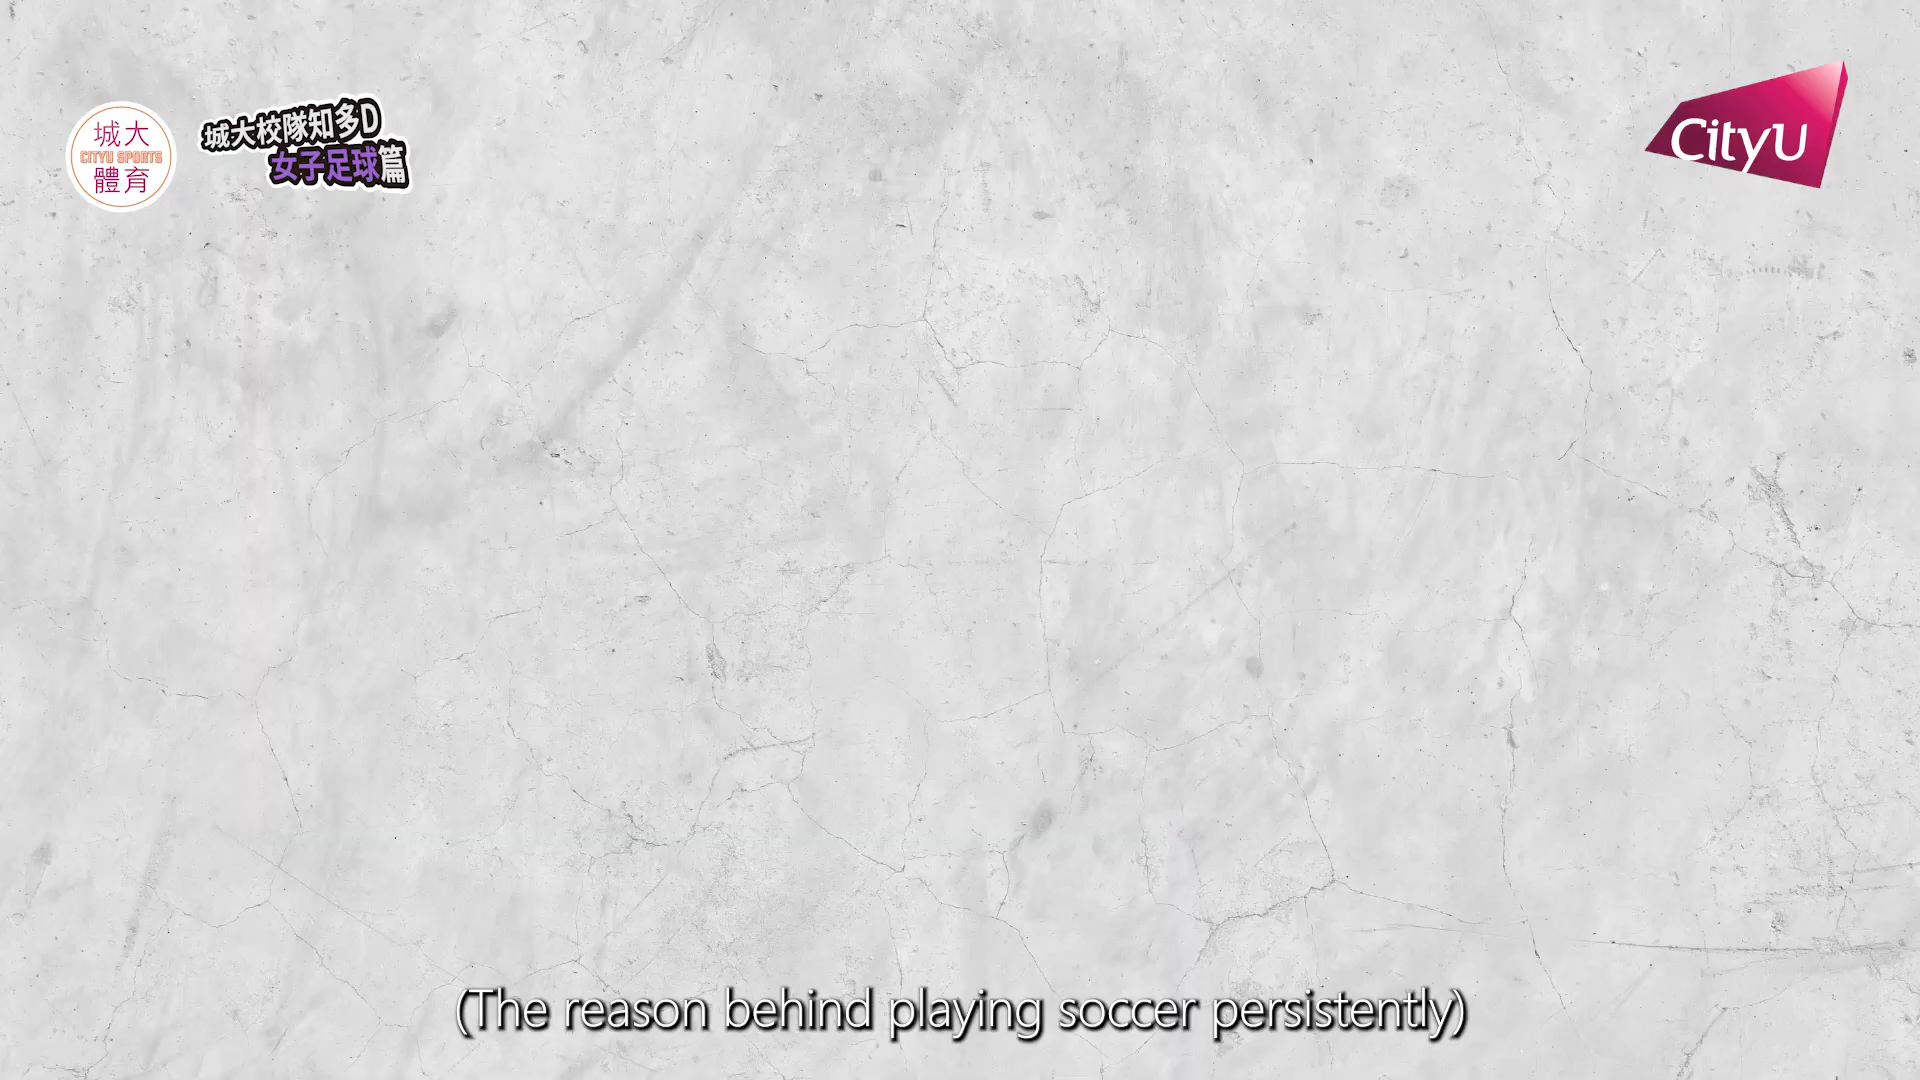 城大
CITYU SPORTS
體育
城大校隊知多D
女子足球篇
CityU
(The reason behind playing soccer persistently)